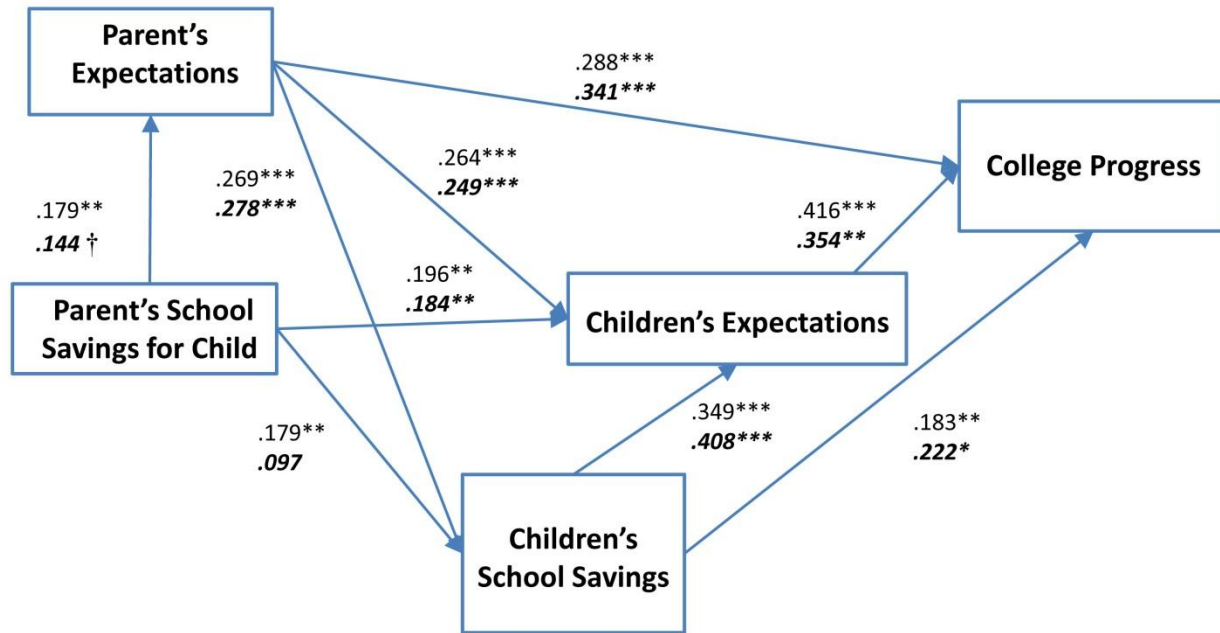 Parent’s
Expectations
.288***
.341***
College Progress
.264***
.249***
.269***
.278***
.179**
.144 †
.416***
.354**
.196**
.184**
Parent’s School
Savings for Child
Children’s Expectations
.349***
.408***
.183**
.222*
.179**
.097
Children’s
School Savings